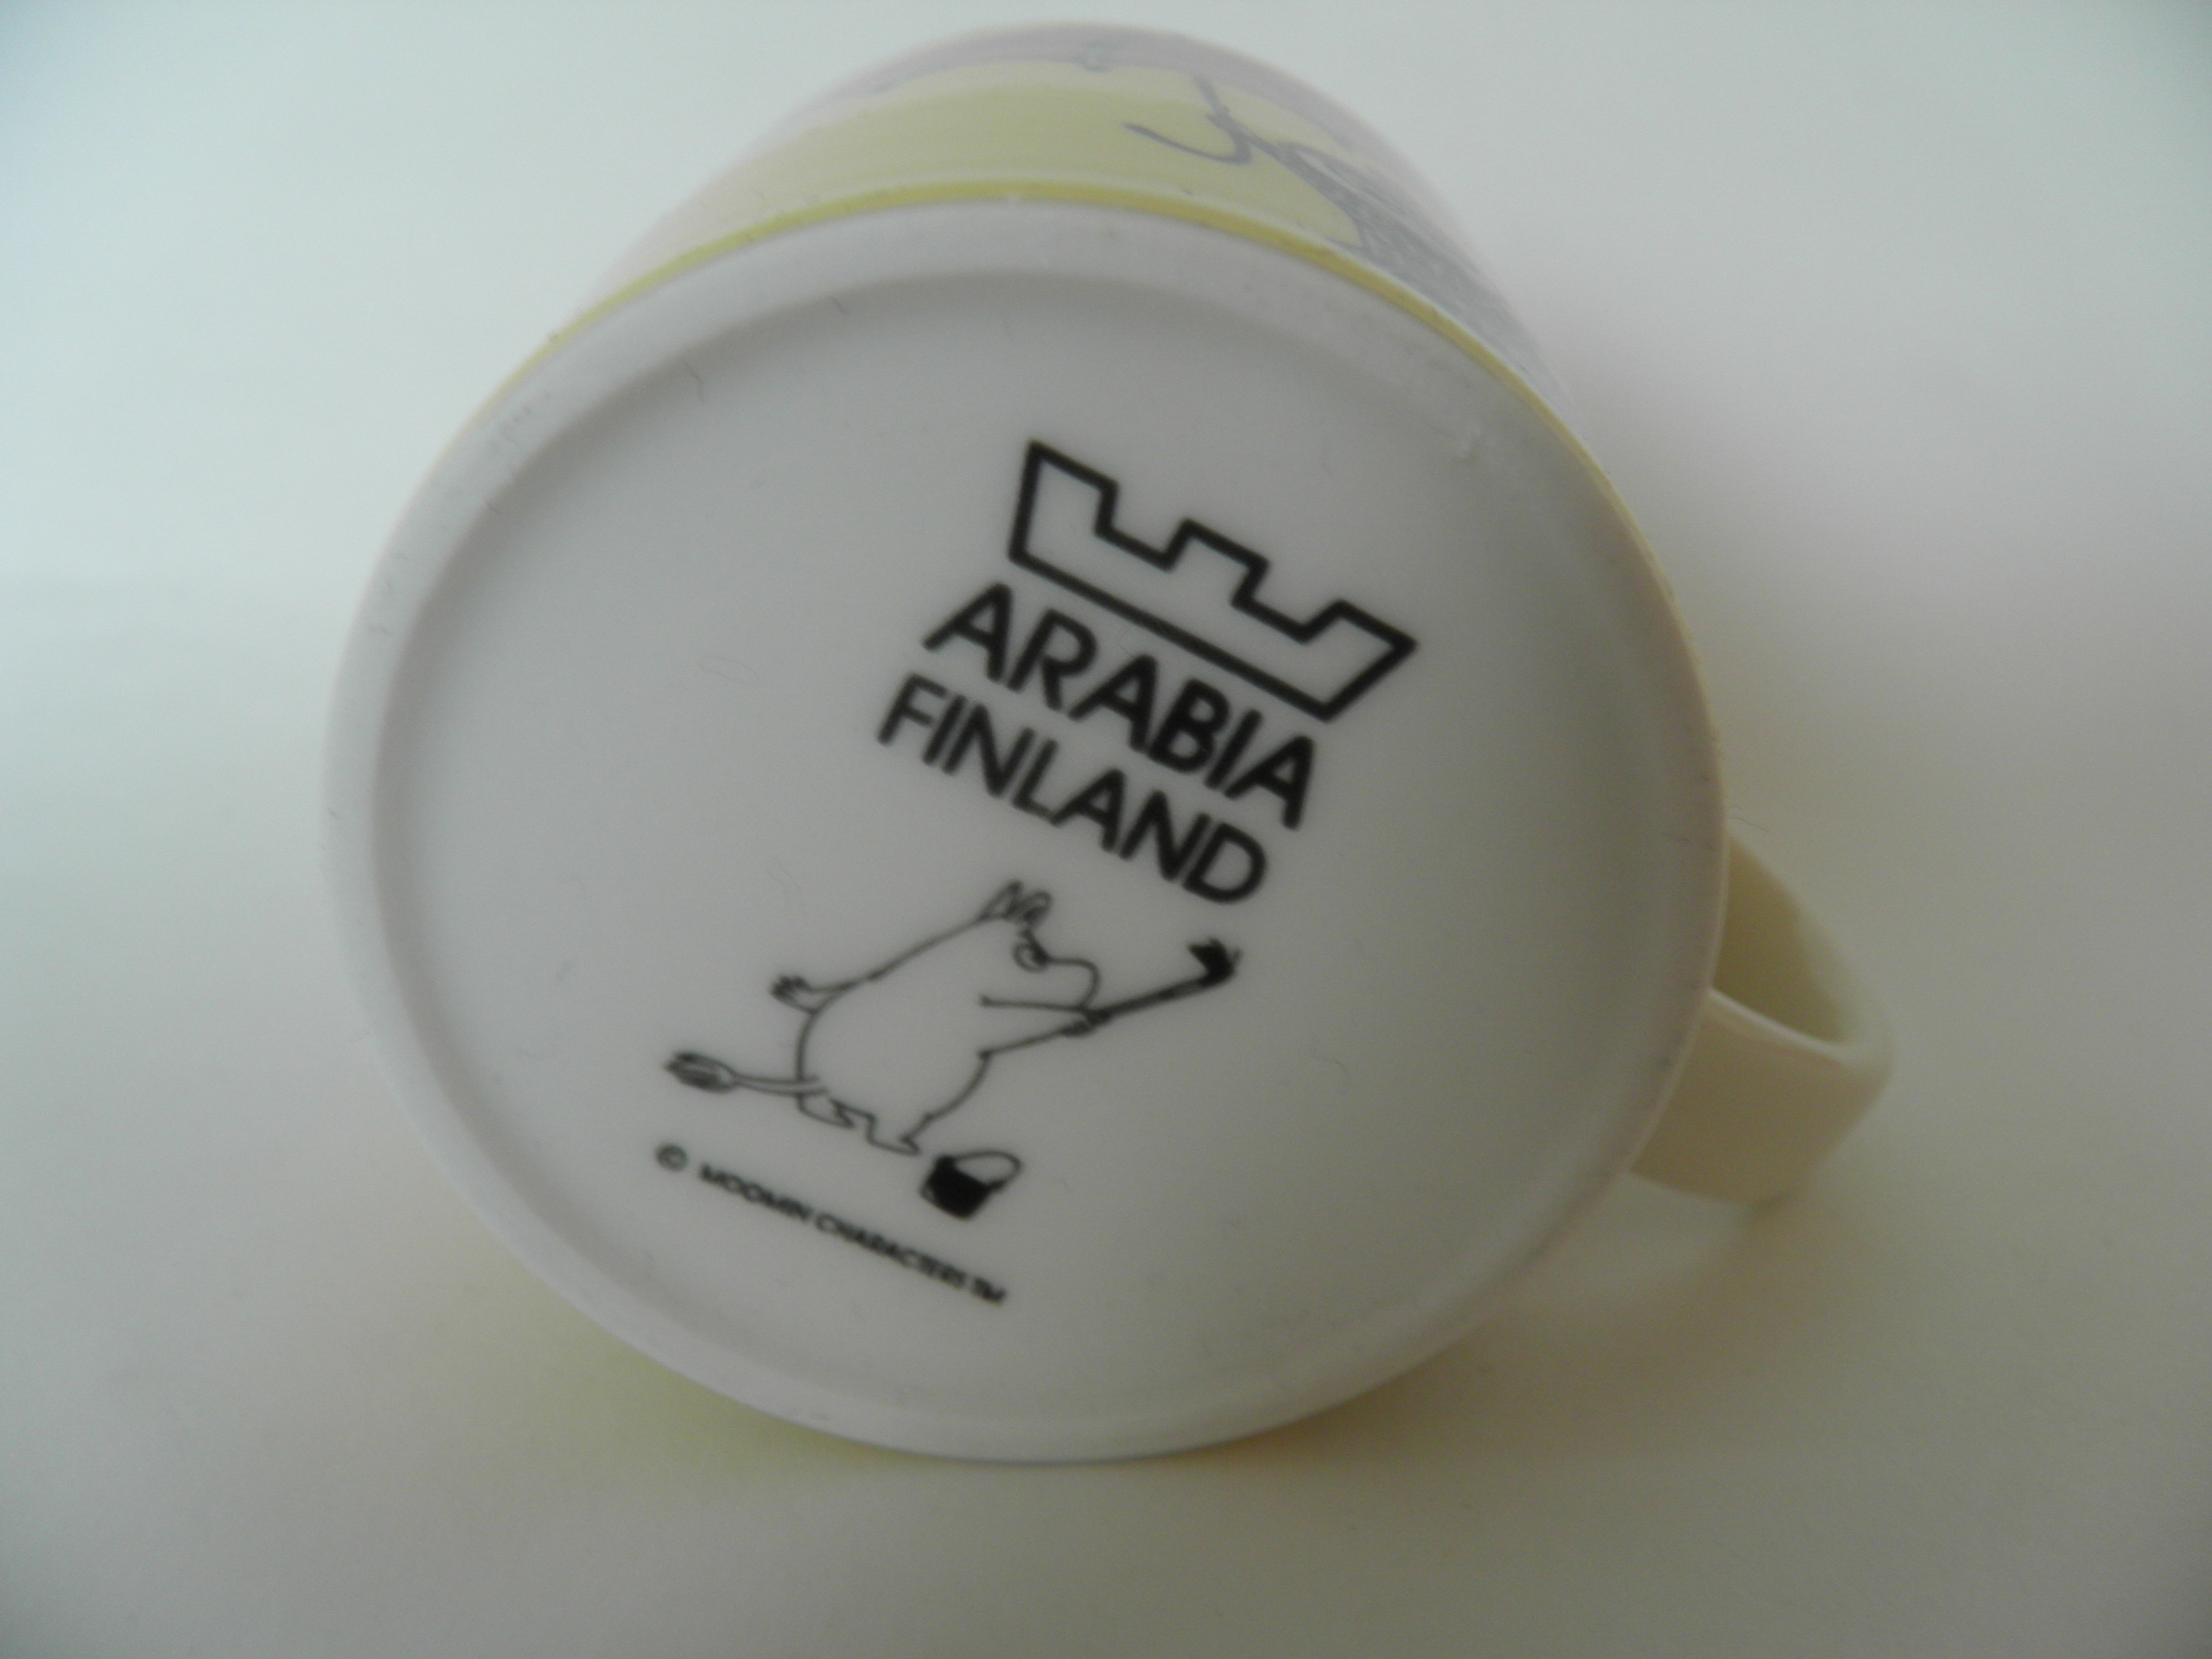 ARABIA
FINLAND
© MOOMIN CHARACTERS TM